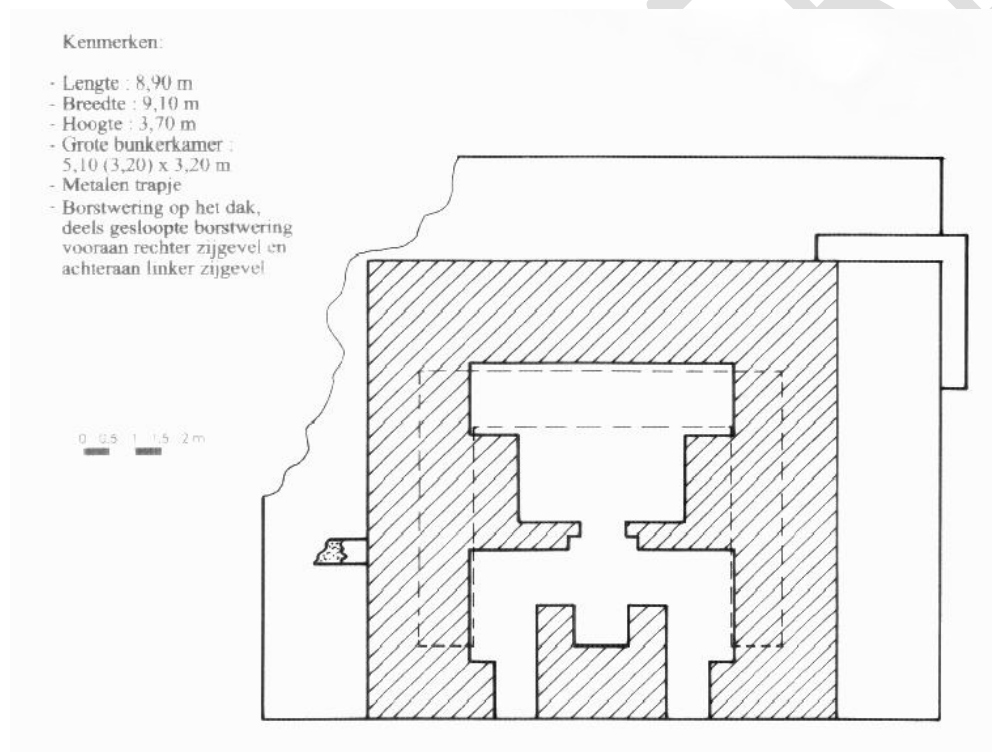 Kenmerken:
- Lengte : 8,90 m
- Breedte : 9,10 m
- Hoogte : 3,70 m
- Grote bunkerkamer :
5,10 (3,20) x 3,20 m
- Metalen trapje
- Borstwering op het dak,
deels gesloopte borstwering
vooraan rechter zijgevel en
achteraan linker zijgevel
0 0.5 1 1.5 2 m